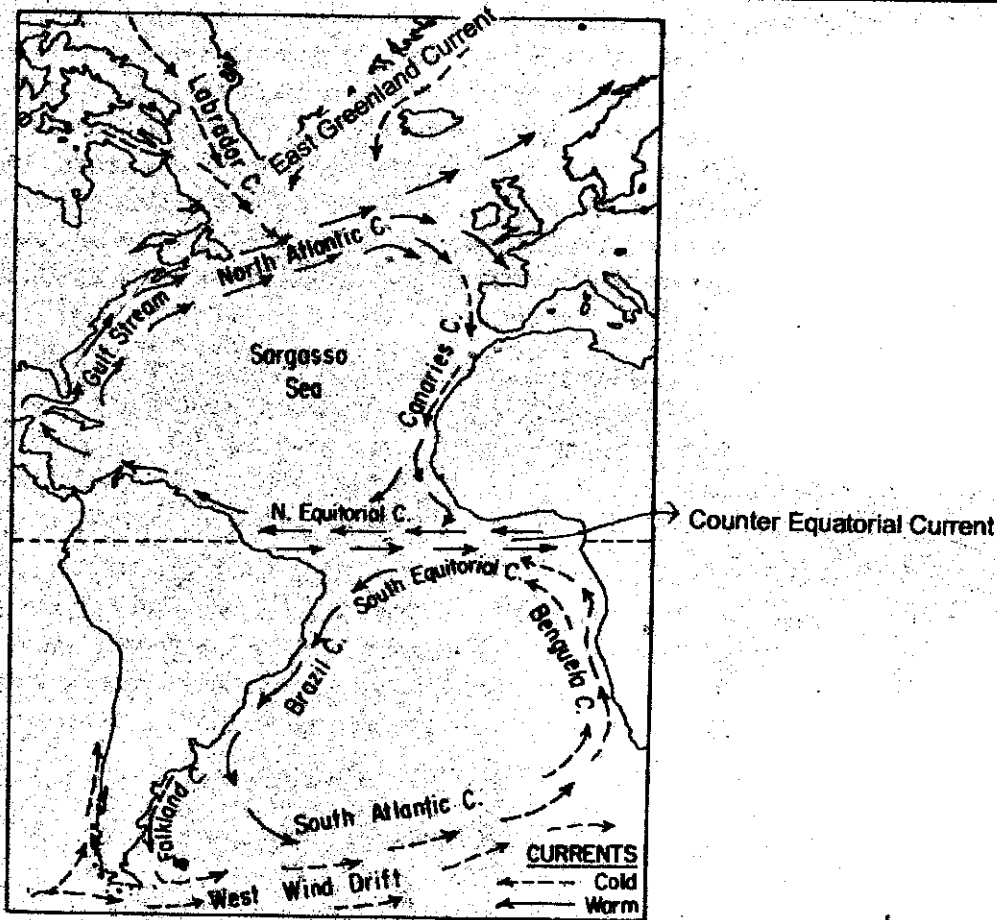 East Greenland Current
Labrador C.
North Atlantic C.
Gulf Stream
Sargasso
Sea
Canaries C.
N. Equitorial C.
Counter Equatorial Current
South Equitorial C.
Benguela C.
Brazil C.
Falkland C
South Atlantic C.
West Wind Drift
CURRENTS
Cold
Warm